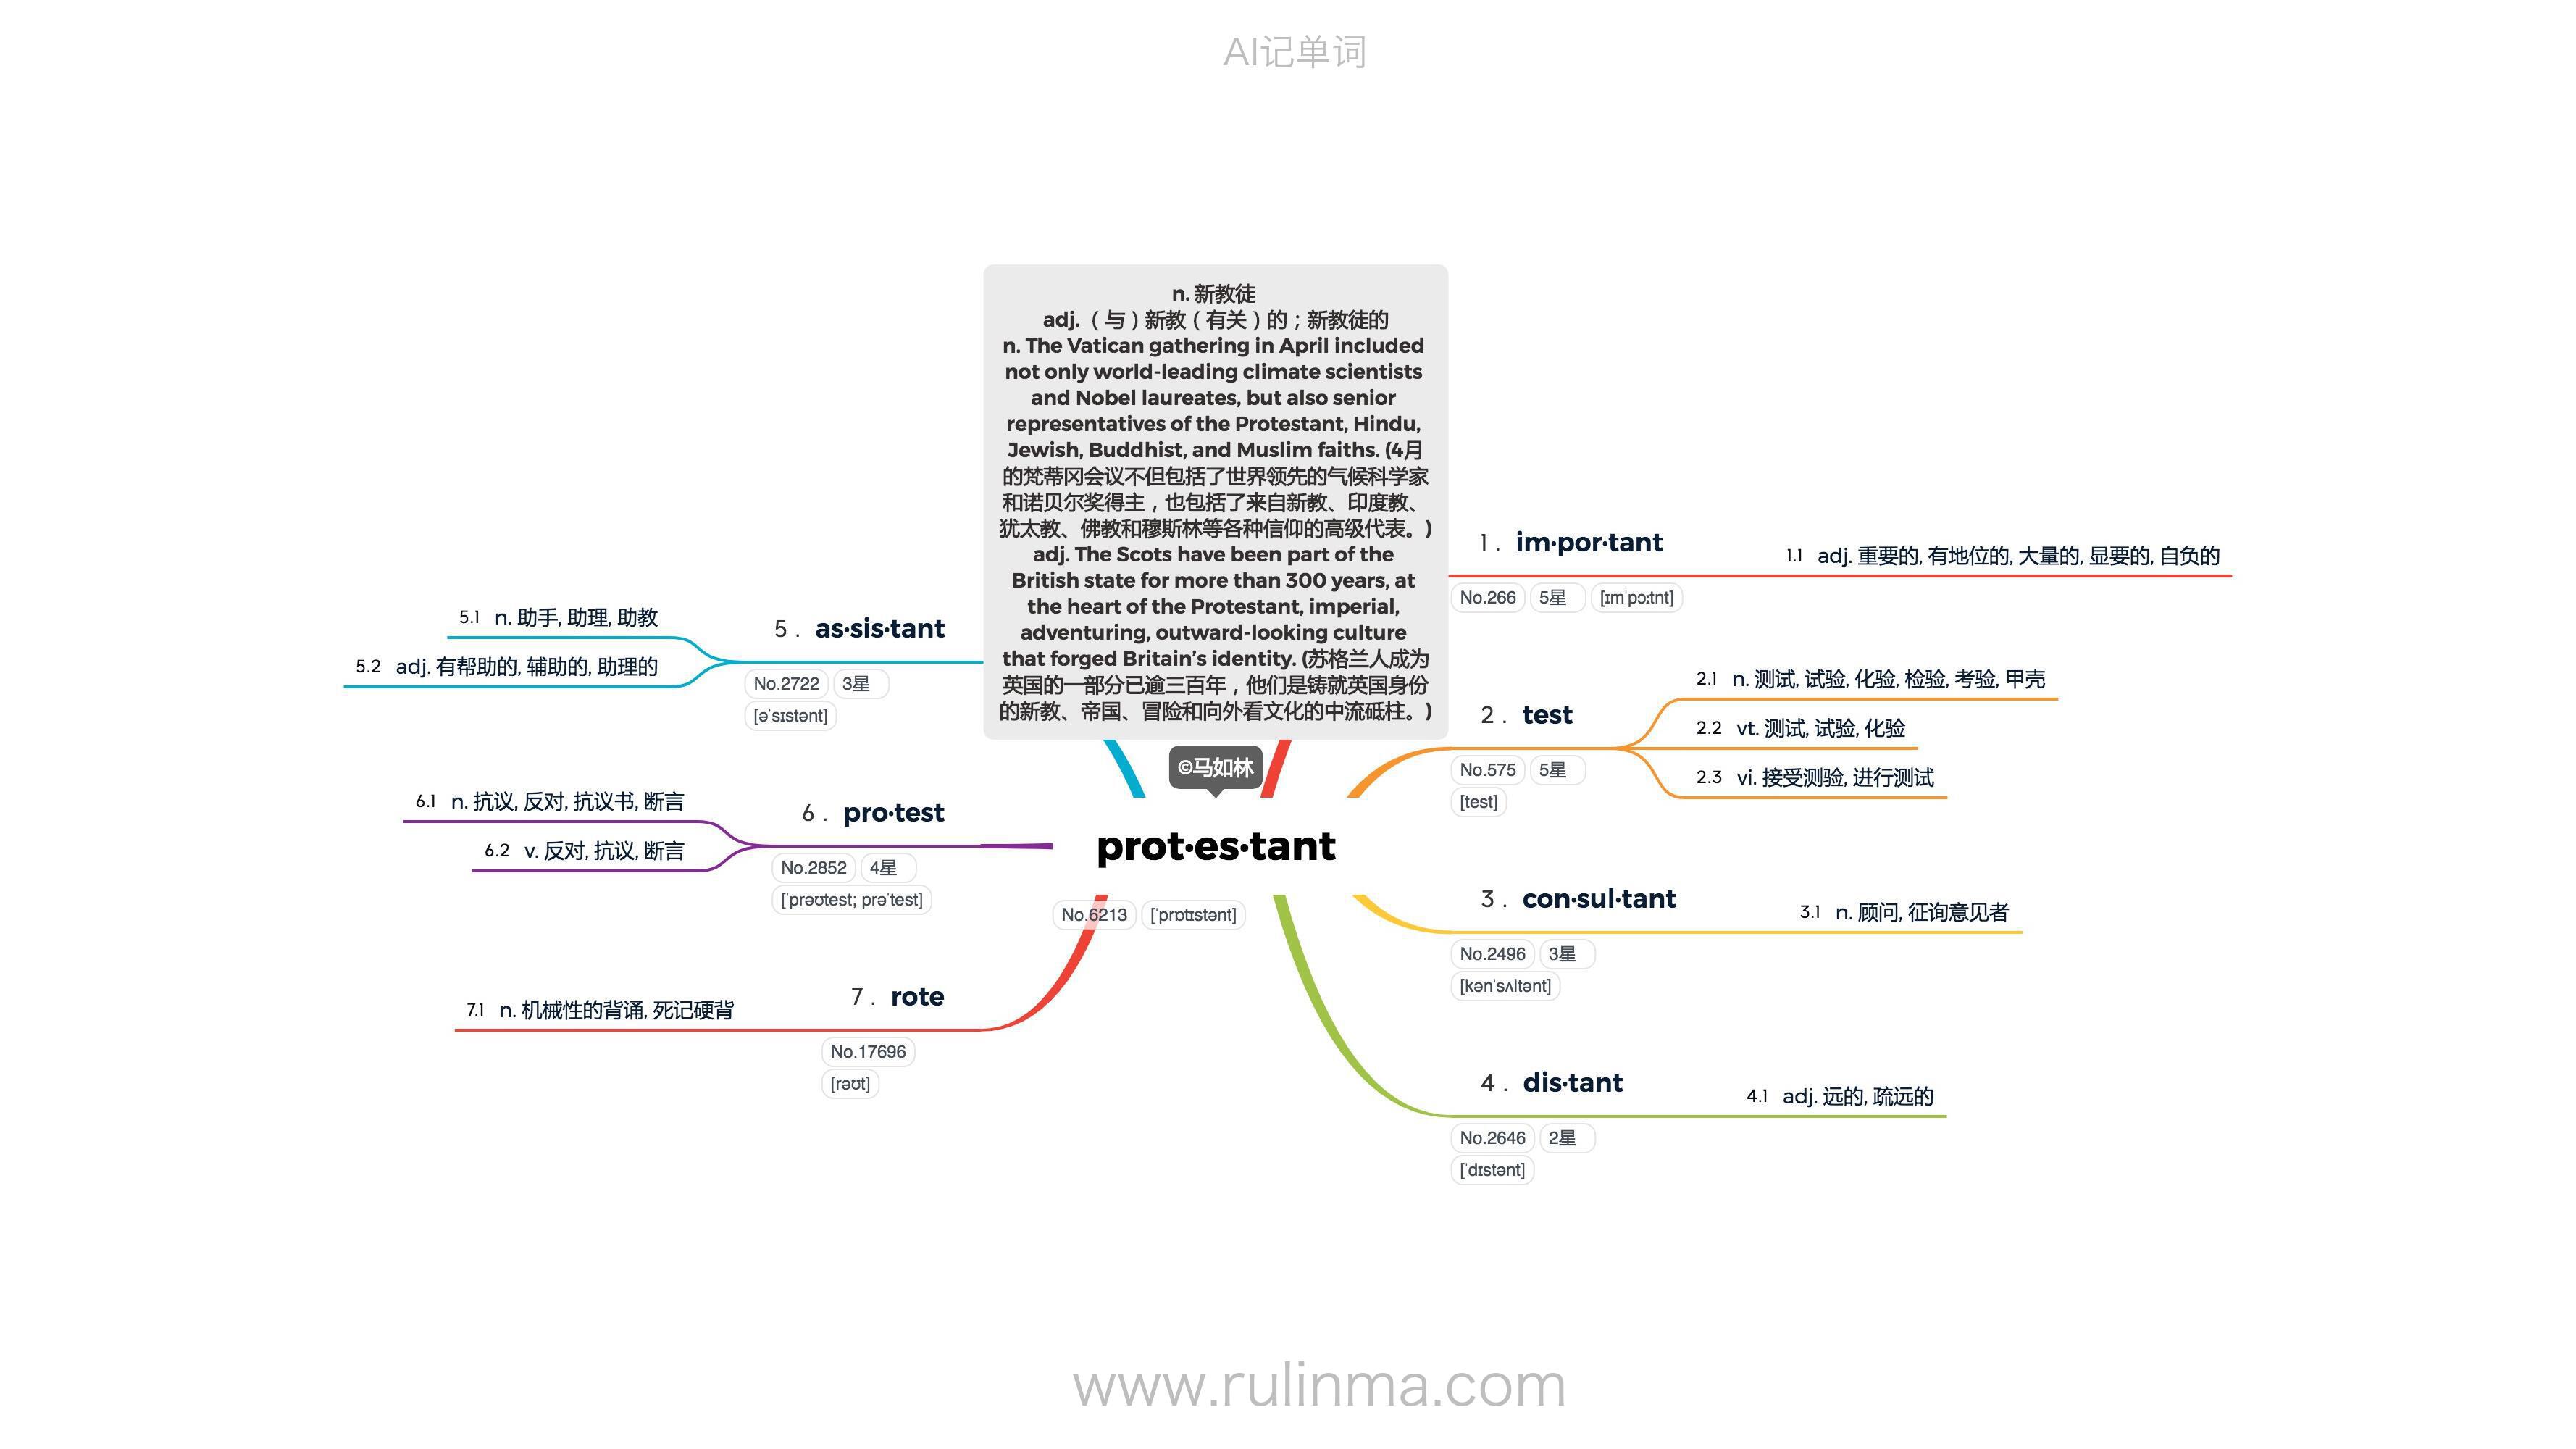 AI记单词
n. 新教徒
adj.（与）新教（有关）的；新教徒的
n. The Vatican gathering in April included
not only world-leading climate scientists
and Nobel laureates, but also senior
representatives of the Protestant, Hindu,
Jewish, Buddhist, and Muslim faiths. (4月
的梵蒂冈会议不但包括了世界领先的气候科学家
和诺贝尔奖得主，也包括了来自新教、印度教、
犹太教、佛教和穆斯林等各种信仰的高级代表。)
adj. The Scots have been part of the
British state for more than 300 years, at
the heart of the Protestant, imperial,
adventuring, outward-looking culture
that forged Britain’s identity. (苏格兰人成为
英国的一部分已逾三百年，他们是铸就英国身份
的新教、帝国、冒险和向外看文化的中流砥柱。)
©马如林
prot·es·tant
No.6213 [ˈprɒtɪstənt]
1. im·por·tant
No.266 5星 [ɪmˈpɔːtnt]
1.1 adj. 重要的, 有地位的, 大量的, 显要的, 自负的
2. test
No.575 5星
[test]
2.1 n. 测试, 试验, 化验, 检验, 考验, 甲壳
2.2 vt. 测试, 试验, 化验
2.3 vi. 接受测验, 进行测试
3. con·sul·tant
No.2496 3星
[kənˈsʌltənt]
3.1 n. 顾问, 征询意见者
4. dis·tant
No.2646 2星
[ˈdɪstənt]
4.1 adj. 远的, 疏远的
5. as·sis·tant
No.2722 3星
[əˈsɪstənt]
5.1 n. 助手, 助理, 助教
5.2 adj. 有帮助的, 辅助的, 助理的
6. pro·test
No.2852 4星
[ˈprəʊtest; prəˈtest]
6.1 n. 抗议, 反对, 抗议书, 断言
6.2 v. 反对, 抗议, 断言
7. rote
No.17696
[rəʊt]
7.1 n. 机械性的背诵, 死记硬背
www.rulinma.com